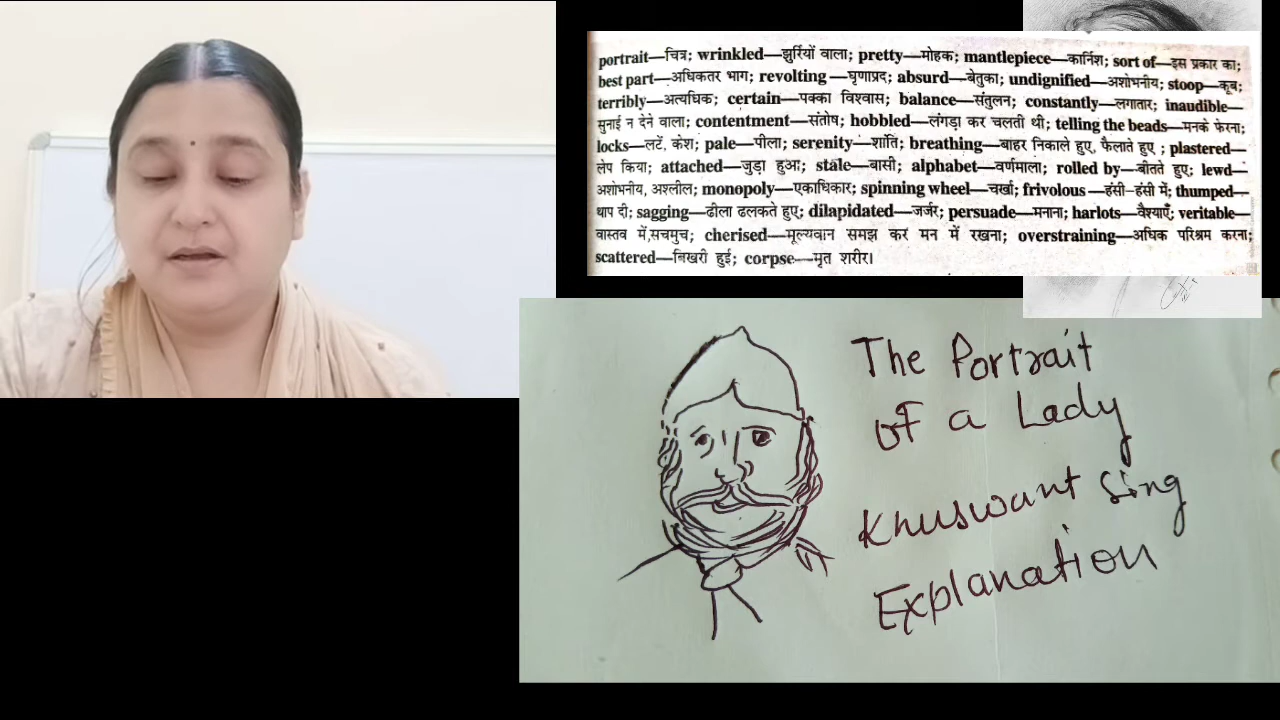 portrait—चित्र; wrinkled—झुर्रियों वाला; pretty—मोहक; mantlepiece—कार्निश; sort of—इस प्रकार का;
best part—अधिकतर भाग; revolting—घृणाप्रद; absurd—बेतुका; undignified—अशोभनीय; stoop—कूब;
terribly—अत्यधिक; certain—पक्का विश्वास; balance—संतुलन; constantly—लगातार; inaudible—
सुनाई न देने वाला; contentment—संतोष; hobbled—लंगड़ा कर चलती थी; telling the beads—मनके फेरना;
locks—लटें, केश; pale—पीला; serenity—शांति; breathing—बाहर निकाले हुए, फैलाते हुए ; plastered—
लेप किया; attached—जुड़ा हुआ; stale—बासी; alphabet—वर्णमाला; rolled by—बीतते हुए; lewd—
अशोभनीय, अश्लील; monopoly—एकाधिकार; spinning wheel—चर्खा; frivolous—हंसी-हंसी में; thumped—
थाप दी; sagging—ढीला ढलकते हुए; dilapidated—जर्जर; persuade—मनाना; harlots—वैश्याएँ; veritable—
वास्तव में,सचमुच; cherised—मूल्यवान समझ कर मन में रखना; overstraining—अधिक परिश्रम करना;
scattered—बिखरी हुई; corpse—मृत शरीर।
The Portrait
of a Lady
Khuswant Sing
Explanation